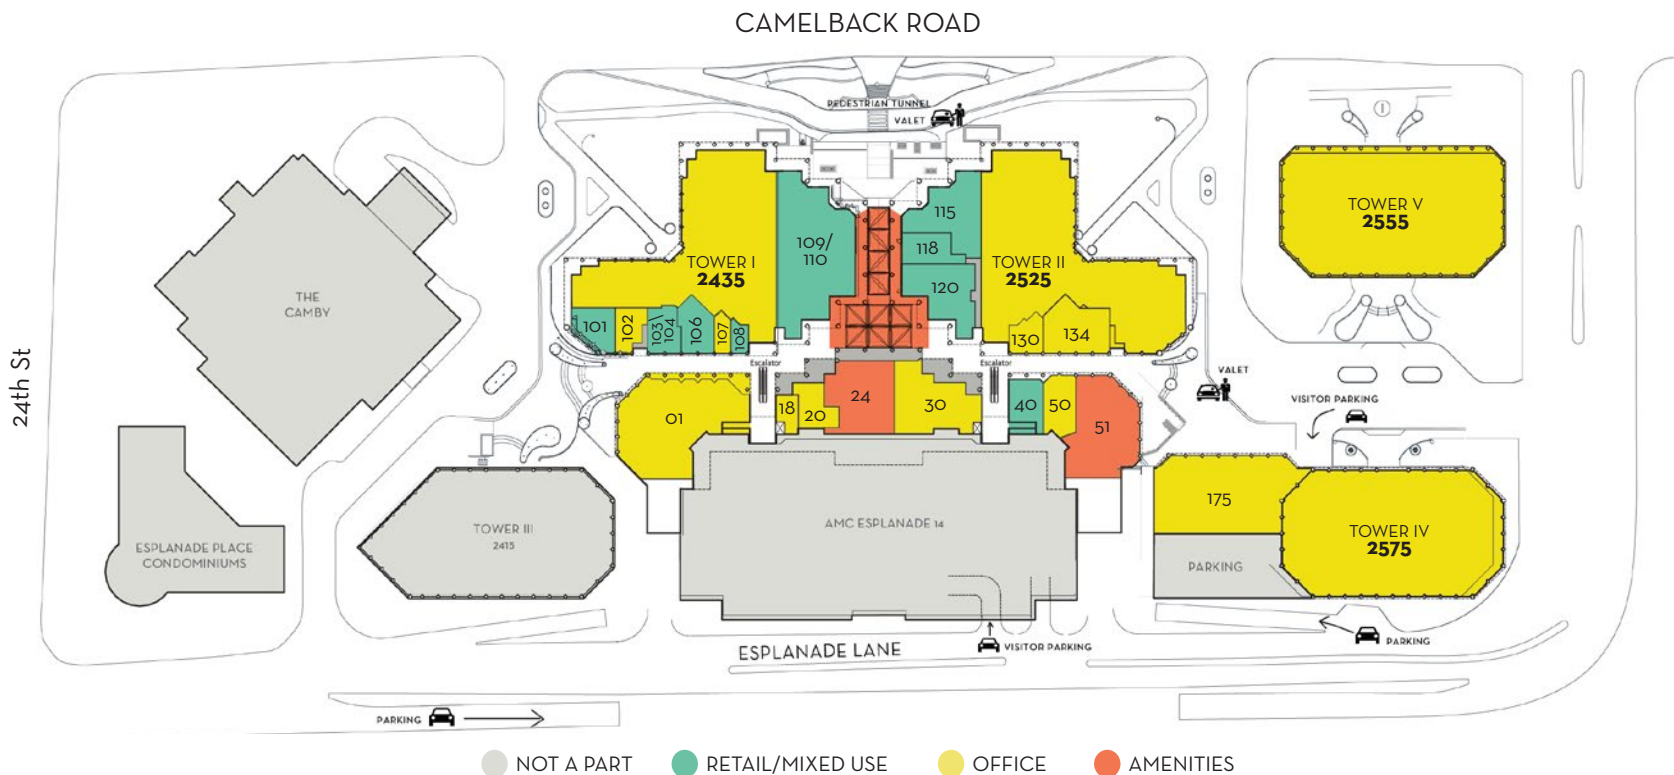 CAMELBACK ROAD
PEDESTRIAN TUNNEL
VALET
115
TOWER V
2555
109/
110
118
TOWER I
2435
TOWER II
2525
120
THE
CAMBY
101
102
103\
104
106
107
108
130
134
Escalator
Escalator
VALET
24th St
VISITOR PARKING
01
18
20
24
30
40
50
51
175
TOWER III
2415
AMC ESPLANADE 14
TOWER IV
2575
ESPLANADE PLACE
CONDOMINIUMS
PARKING
ESPLANADE LANE
VISITOR PARKING
PARKING
PARKING
NOT A PART
RETAIL/MIXED USE
OFFICE
AMENITIES